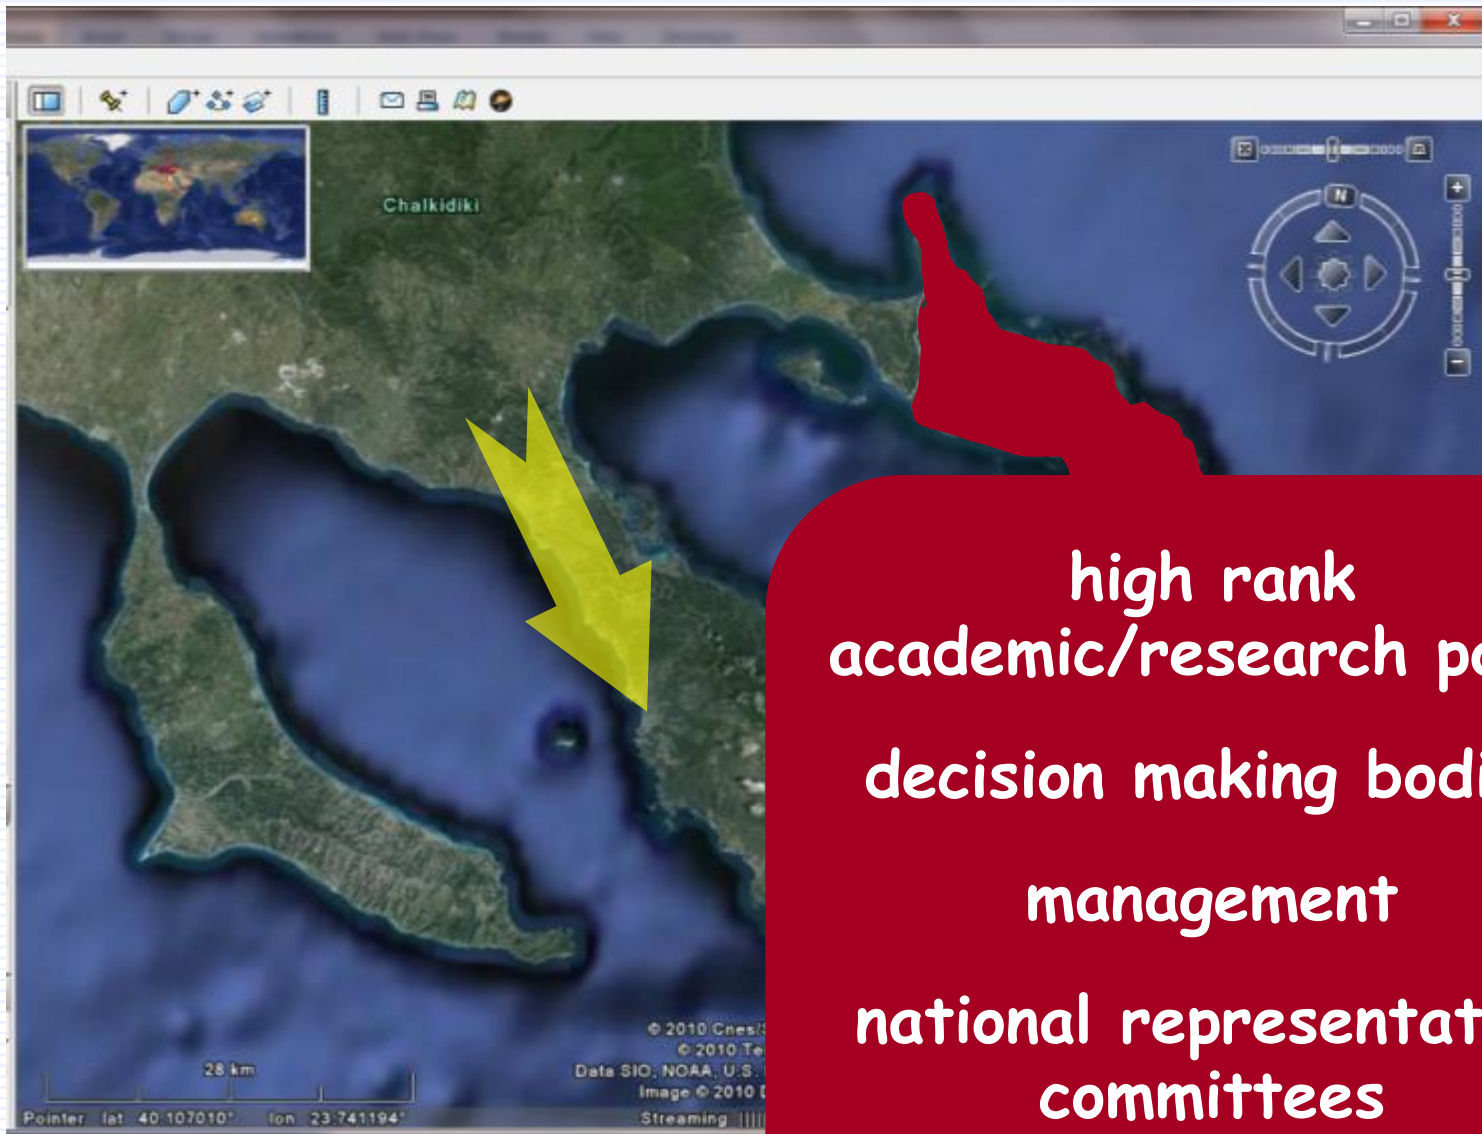 Chalkidiki
N
high rank
academic/research po
decision making bodi
management
national representat
committees
© 2010 Cnes/S
© 2010 Te
Data SIO, NOAA, U.S.
Image © 2010 D
28 km
Pointer lat 40.107010° lon 23.741194°
Streaming ||||